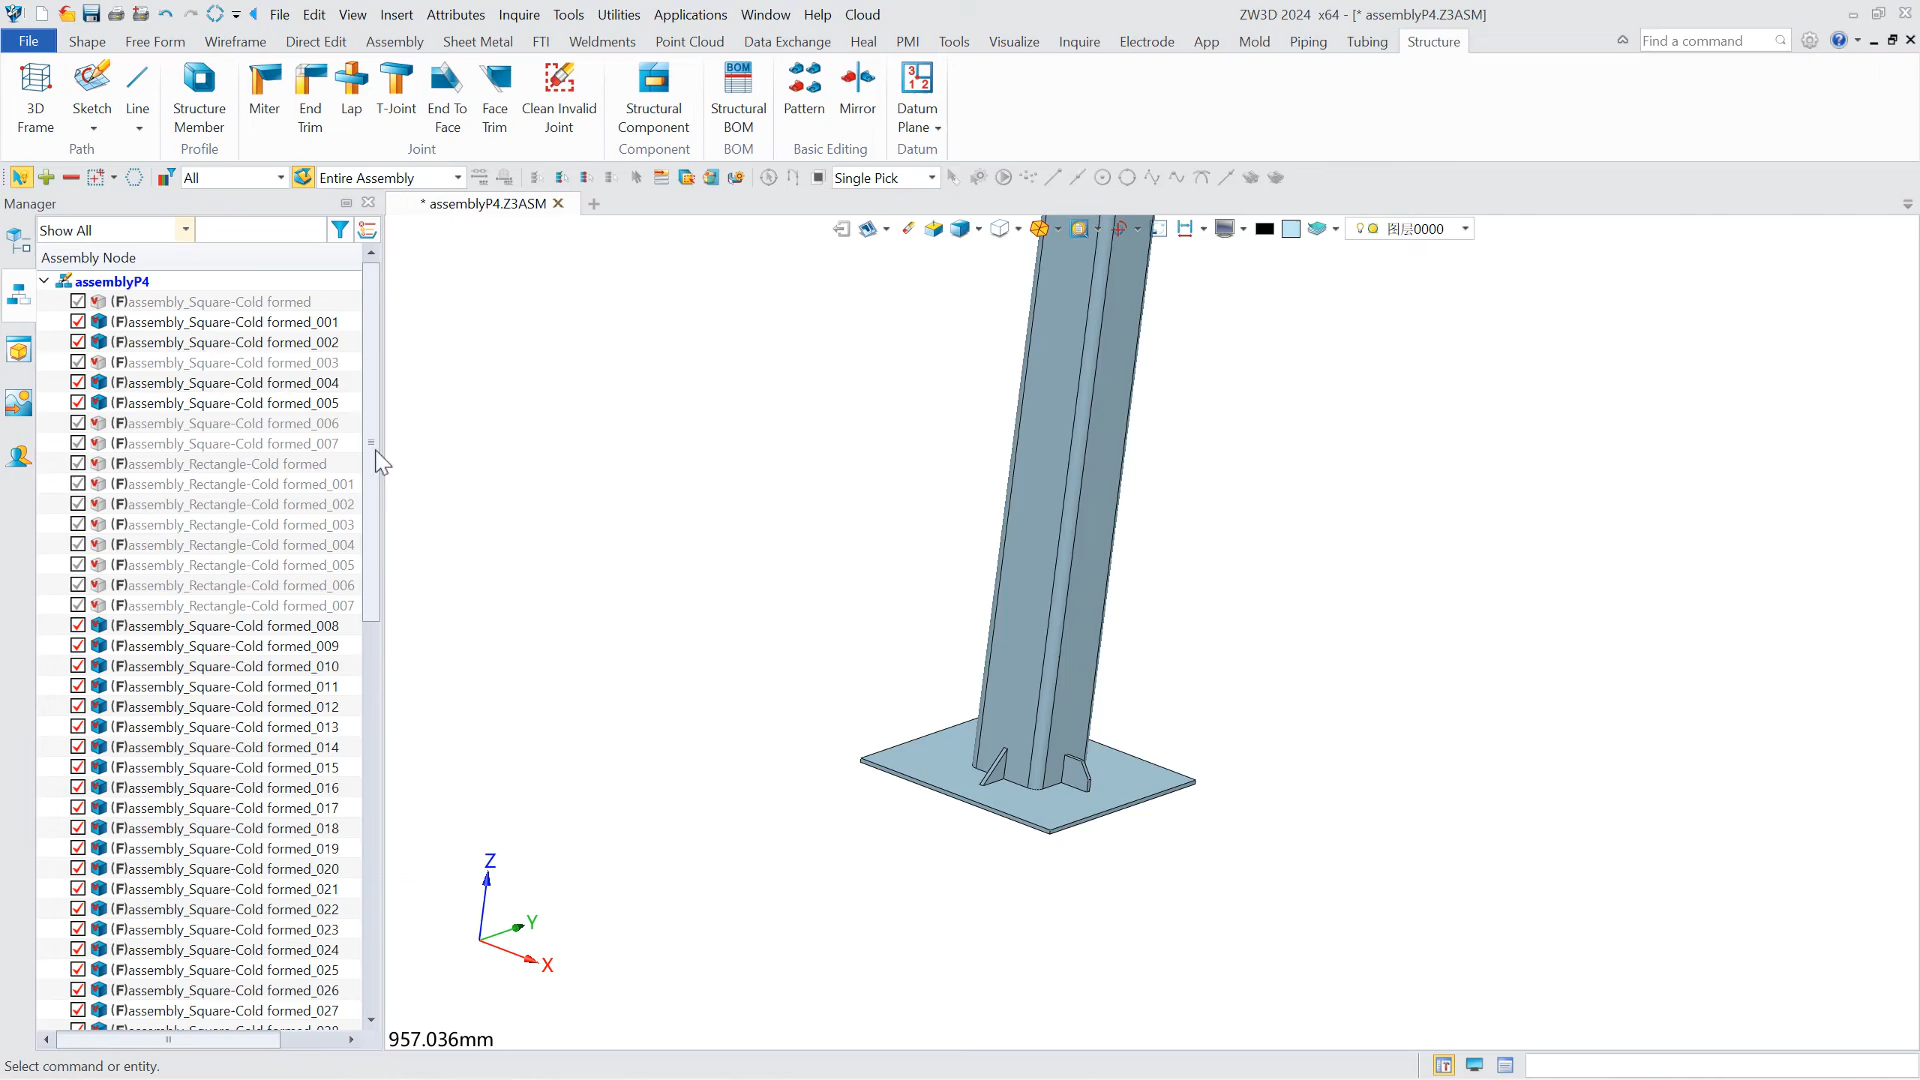 File Edit View Insert Attributes Inquire Tools Utilities Applications Window Help Cloud ZW3D 2024 x64 - [* assemblyP4.Z3ASM]
File Shape Free Form Wireframe Direct Edit Assembly Sheet Metal FTI Weldments Point Cloud Data Exchange Heal PMI Tools Visualize Inquire Electrode App Mold Piping Tubing Structure Find a command
3D Frame Sketch Line Structure Member Miter End Trim Lap T-Joint End To Face Face Trim Clean Invalid Joint Structural Component BOM Structural BOM Pattern Mirror 3 1 2 Datum Plane
Path Profile Joint Component BOM Basic Editing Datum
All Entire Assembly Single Pick
Manager * assemblyP4.Z3ASM
Show All 图层0000
Assembly Node
assemblyP4
(F)assembly_Square-Cold formed
(F)assembly_Square-Cold formed_001
(F)assembly_Square-Cold formed_002
(F)assembly_Square-Cold formed_003
(F)assembly_Square-Cold formed_004
(F)assembly_Square-Cold formed_005
(F)assembly_Square-Cold formed_006
(F)assembly_Square-Cold formed_007
(F)assembly_Rectangle-Cold formed
(F)assembly_Rectangle-Cold formed_001
(F)assembly_Rectangle-Cold formed_002
(F)assembly_Rectangle-Cold formed_003
(F)assembly_Rectangle-Cold formed_004
(F)assembly_Rectangle-Cold formed_005
(F)assembly_Rectangle-Cold formed_006
(F)assembly_Rectangle-Cold formed_007
(F)assembly_Square-Cold formed_008
(F)assembly_Square-Cold formed_009
(F)assembly_Square-Cold formed_010
(F)assembly_Square-Cold formed_011
(F)assembly_Square-Cold formed_012
(F)assembly_Square-Cold formed_013
(F)assembly_Square-Cold formed_014
(F)assembly_Square-Cold formed_015
(F)assembly_Square-Cold formed_016
(F)assembly_Square-Cold formed_017
(F)assembly_Square-Cold formed_018
(F)assembly_Square-Cold formed_019
(F)assembly_Square-Cold formed_020
(F)assembly_Square-Cold formed_021
(F)assembly_Square-Cold formed_022
(F)assembly_Square-Cold formed_023
(F)assembly_Square-Cold formed_024
(F)assembly_Square-Cold formed_025
(F)assembly_Square-Cold formed_026
(F)assembly_Square-Cold formed_027
Z
Y
X
957.036mm
Select command or entity.